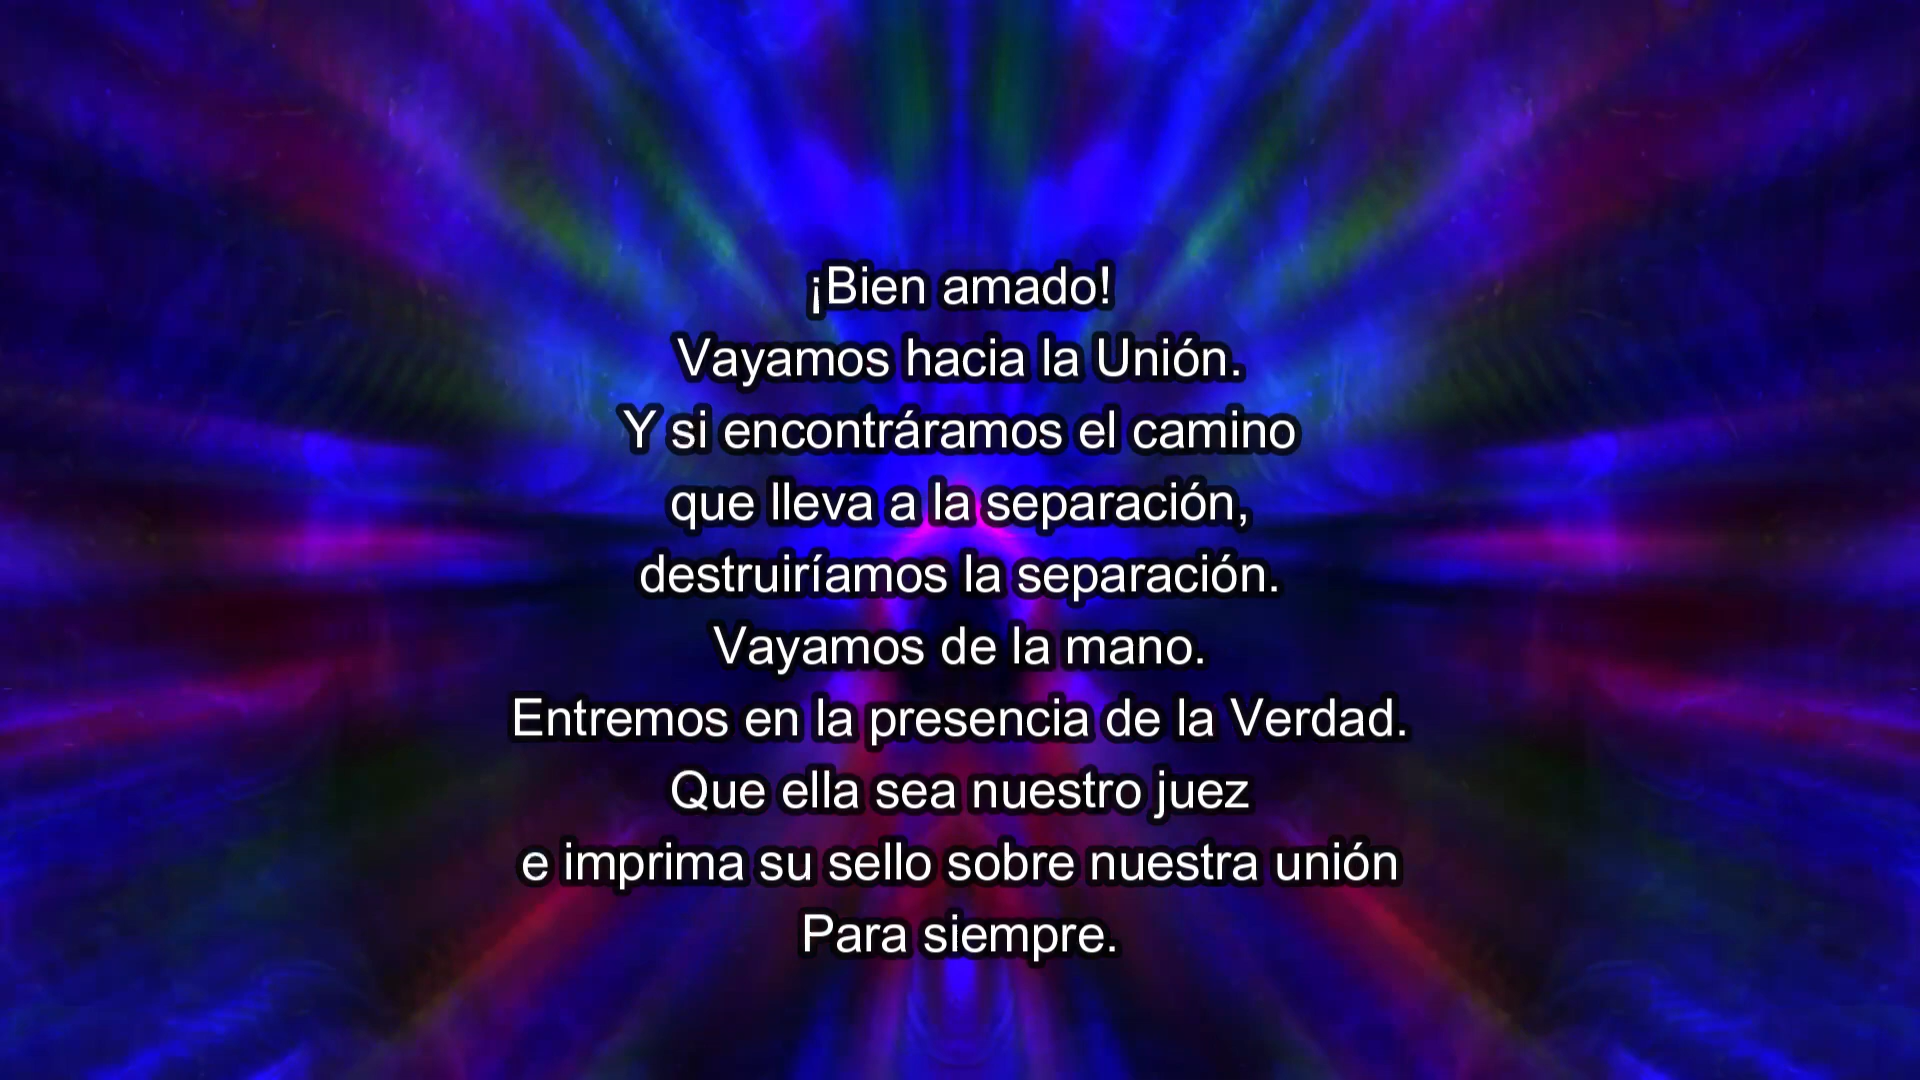 ¡Bien amado!
Vayamos hacia la Unión.
Y si encontráramos el camino
que lleva a la separación,
destruiríamos la separación.
Vayamos de la mano.
Entremos en la presencia de la Verdad.
Que ella sea nuestro juez
e imprima su sello sobre nuestra unión
Para siempre.